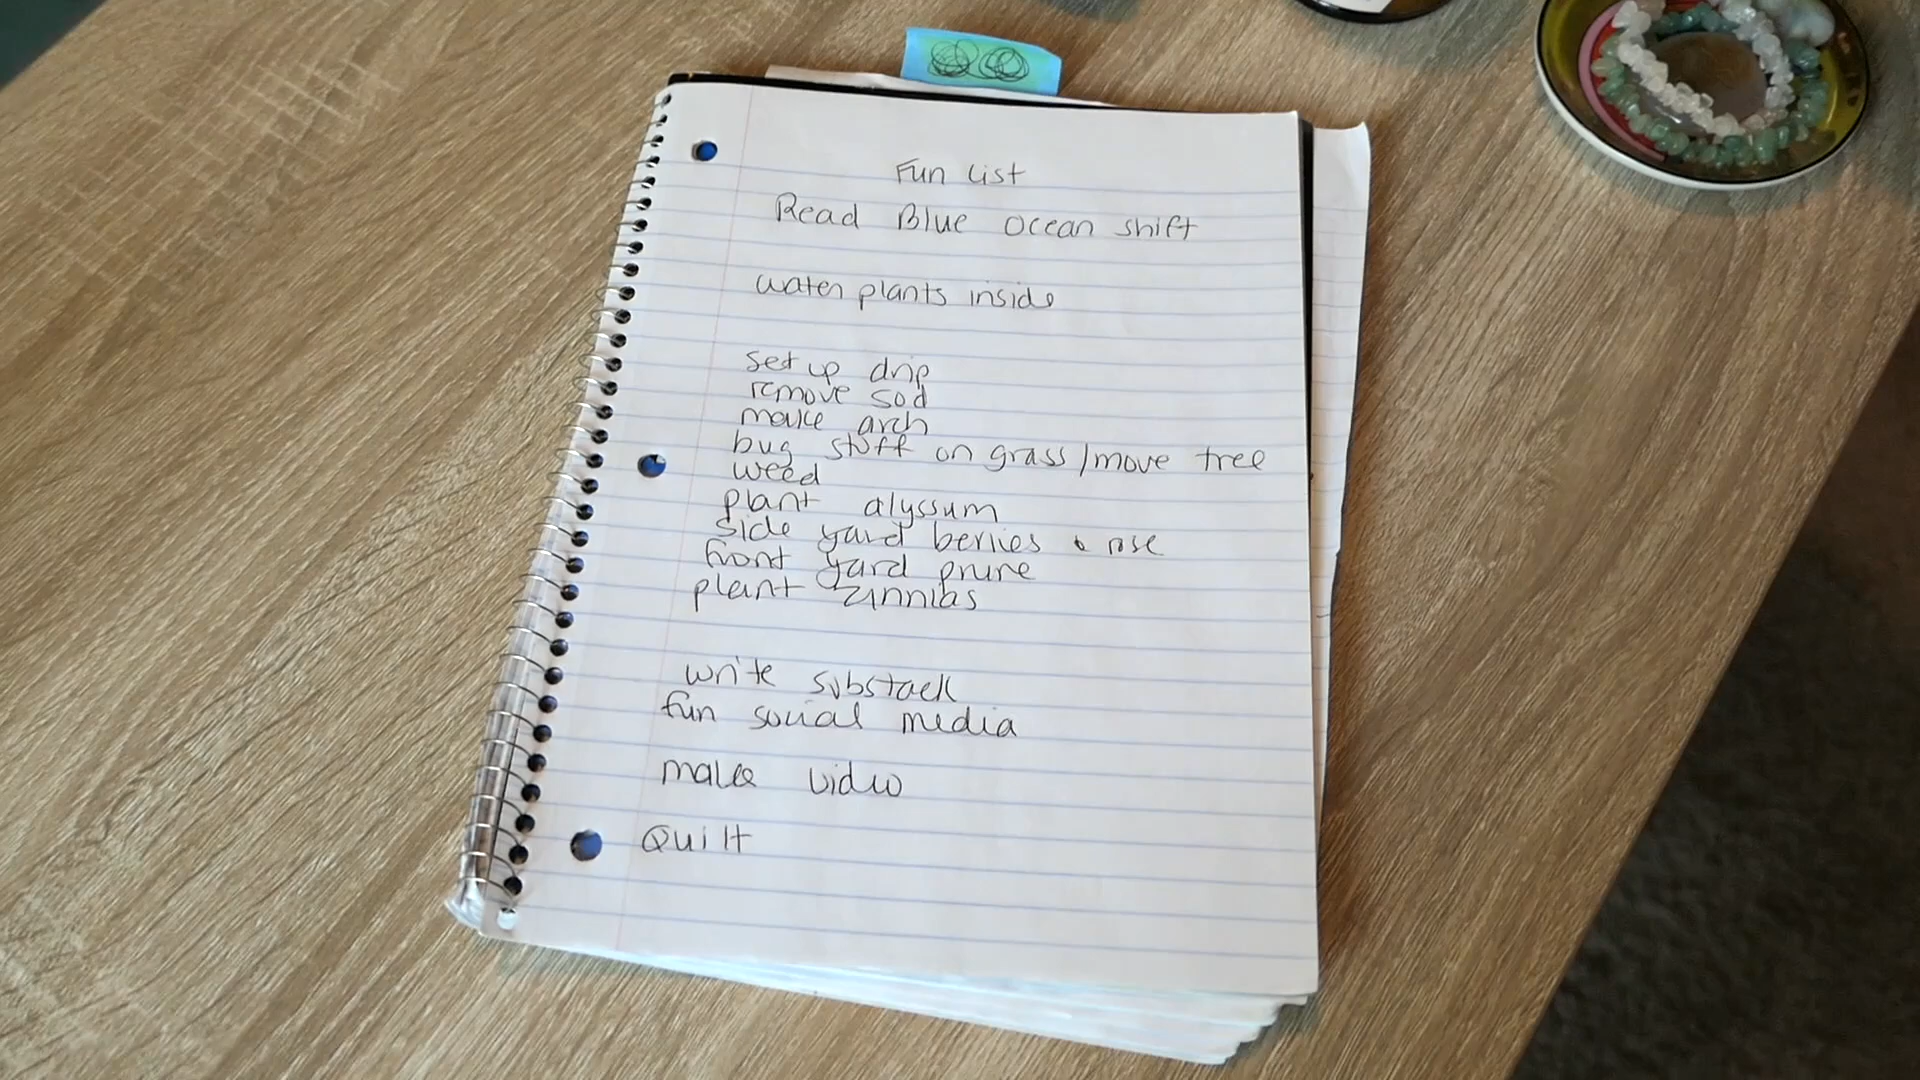 Fun List
Read Blue Ocean shift
water plants inside
set up drip
remove sod
make arch
bug stuff on grass/move tree
weed
plant alyssum
side yard berries & rose
front yard prune
plant zinnias
write substack
fun social media
make video
Quilt